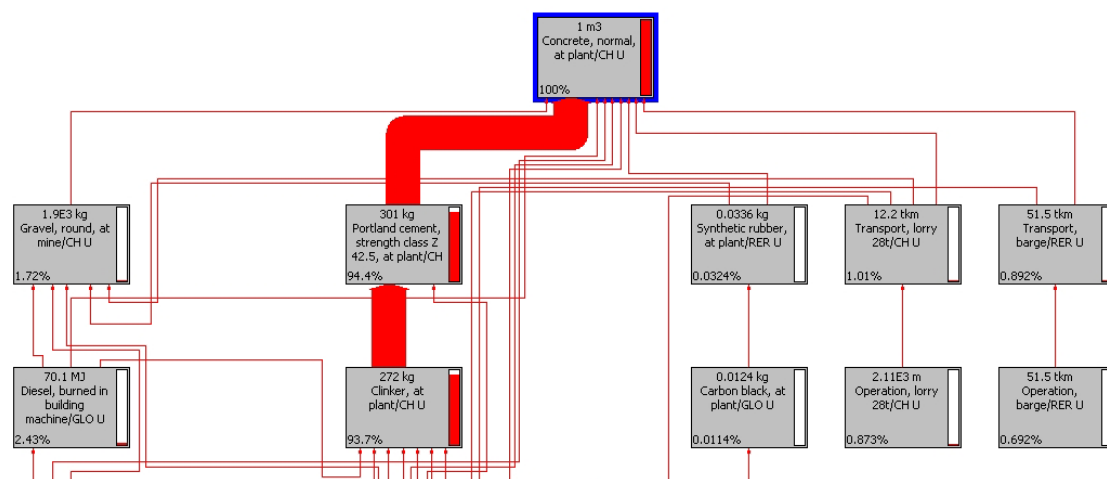 1 m3
Concrete, normal,
at plant/CH U
100%
1.9E3 kg
Gravel, round, at
mine/CH U
1.72%
301 kg
Portland cement,
strength class Z
42.5, at plant/CH
94.4%
0.0336 kg
Synthetic rubber,
at plant/RER U
0.0324%
12.2 tkm
Transport, lorry
28t/CH U
1.01%
51.5 tkm
Transport,
barge/RER U
0.892%
70.1 MJ
Diesel, burned in
building
machine/GLO U
2.43%
272 kg
Clinker, at
plant/CH U
93.7%
0.0124 kg
Carbon black, at
plant/GLO U
0.0114%
2.11E3 m
Operation, lorry
28t/CH U
0.873%
51.5 tkm
Operation,
barge/RER U
0.692%